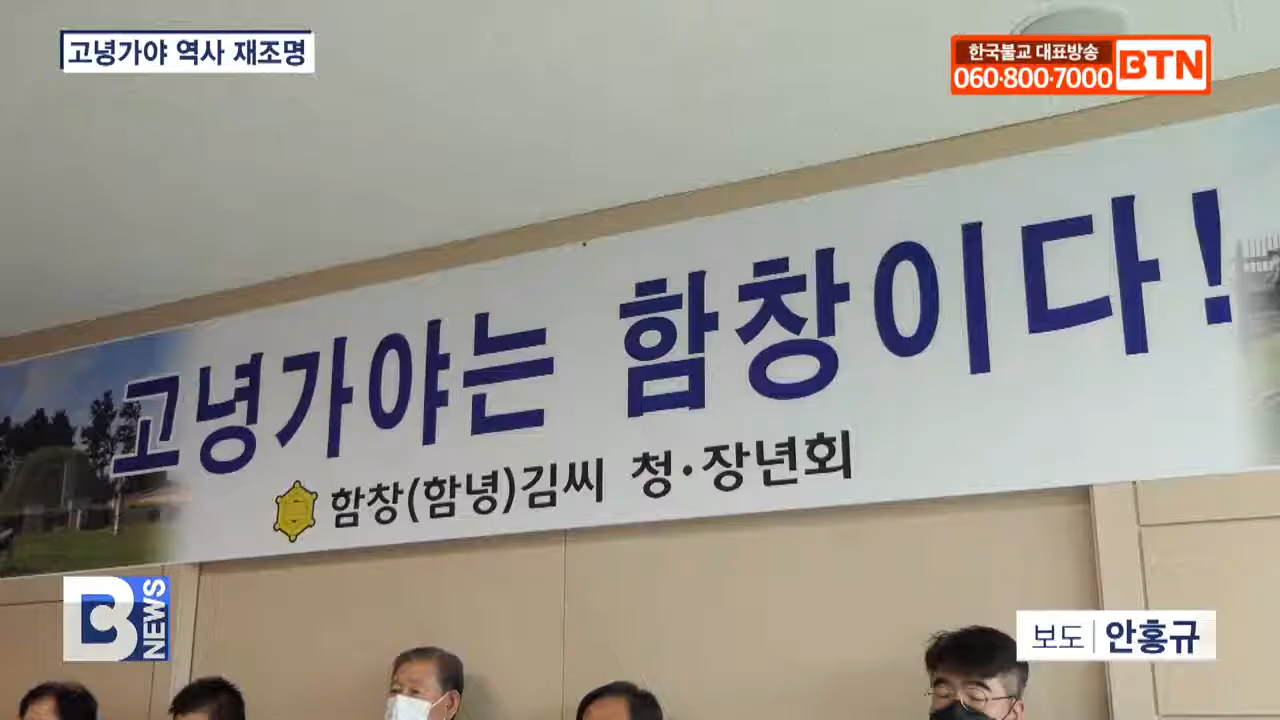 고녕가야 역사 재조명
한국불교 대표방송
060·800·7000
BTN
고녕가야는 함창이다!
함창(함녕)김씨 청·장년회
B NEWS
보도 안홍규